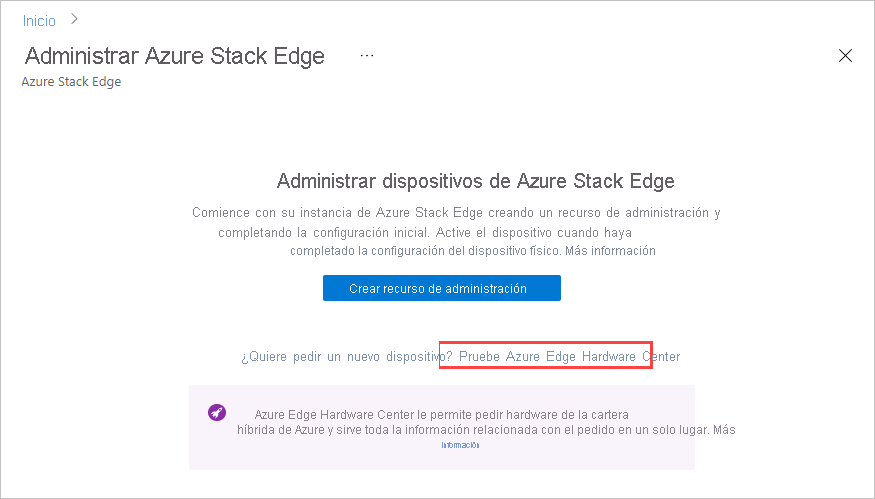 Inicio
Administrar Azure Stack Edge ...
Azure Stack Edge
Administrar dispositivos de Azure Stack Edge
Comience con su instancia de Azure Stack Edge creando un recurso de administración y
completando la configuración inicial. Active el dispositivo cuando haya
completado la configuración del dispositivo físico. Más información
Crear recurso de administración
¿Quiere pedir un nuevo dispositivo? Pruebe Azure Edge Hardware Center
Azure Edge Hardware Center le permite pedir hardware de la cartera
híbrida de Azure y sirve toda la información relacionada con el pedido en un solo lugar. Más
información